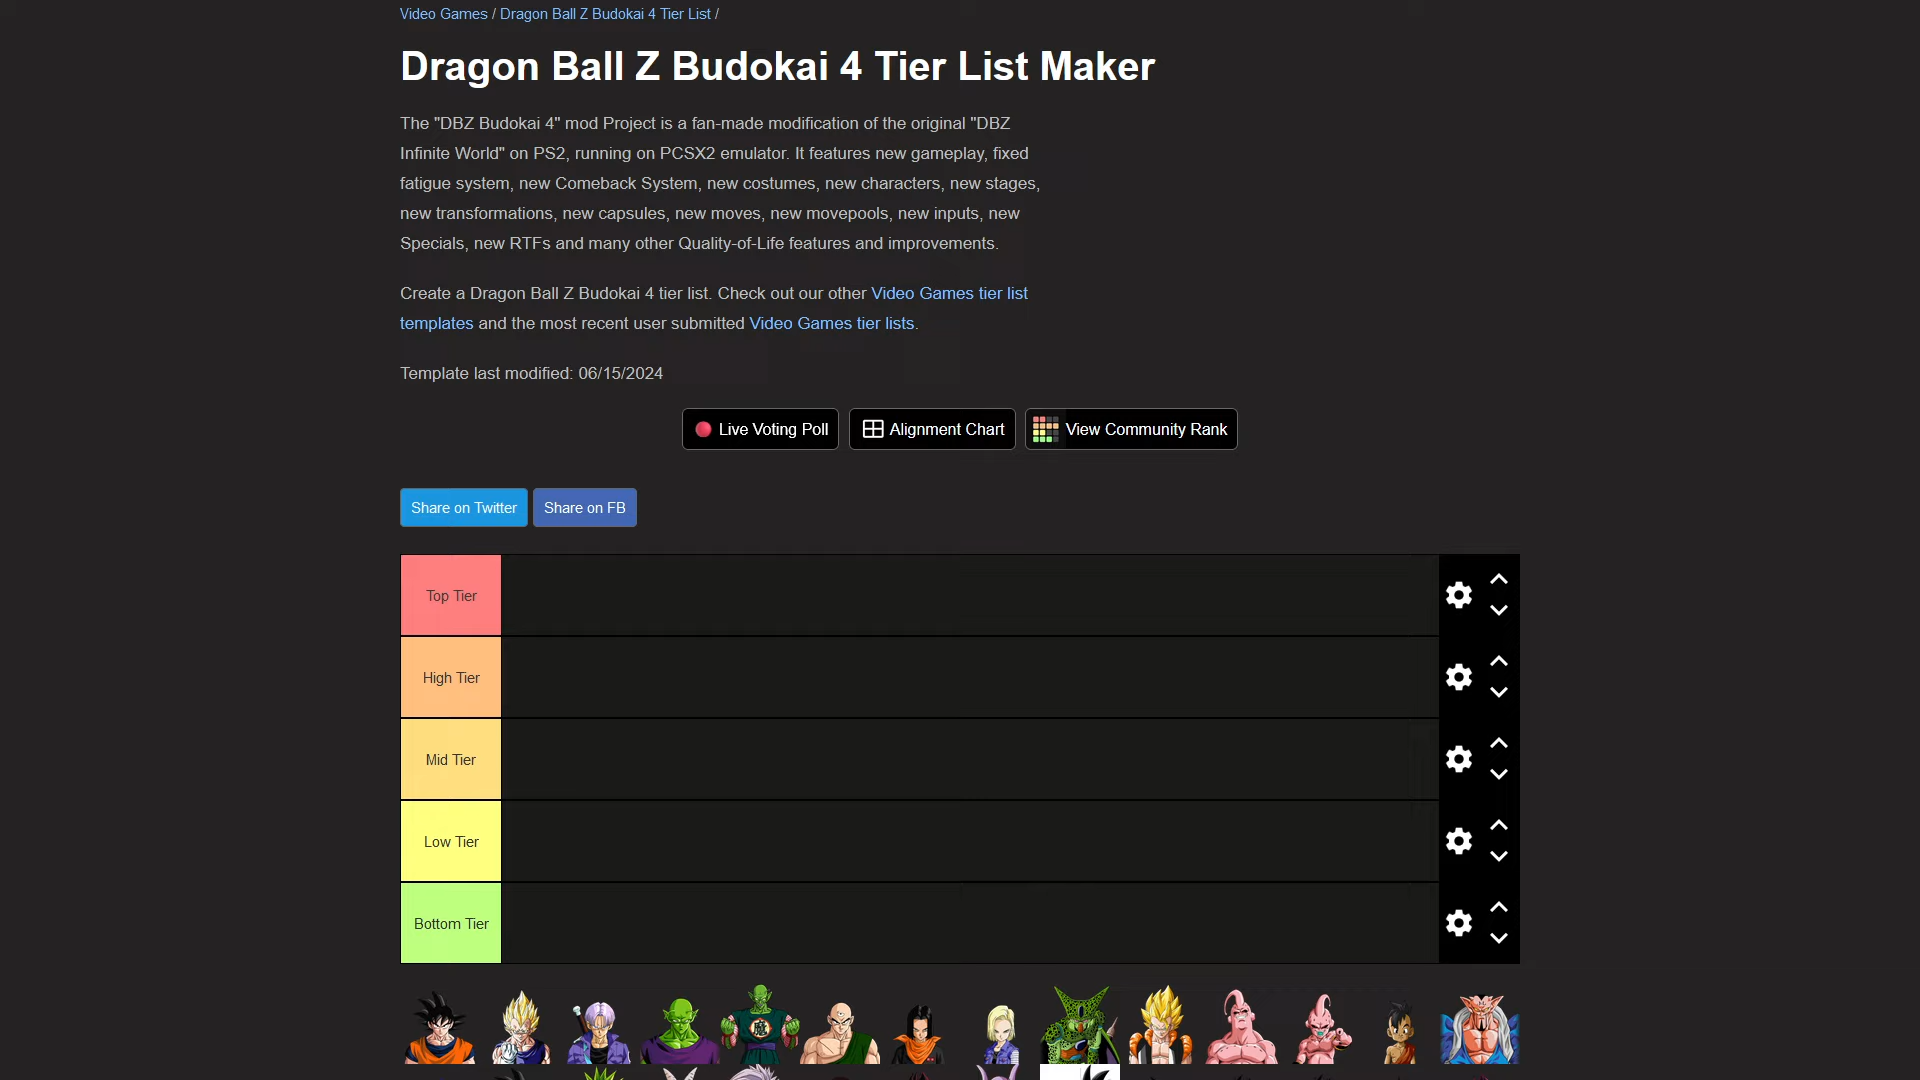 Video Games / Dragon Ball Z Budokai 4 Tier List /
Dragon Ball Z Budokai 4 Tier List Maker
The "DBZ Budokai 4" mod Project is a fan-made modification of the original "DBZ
Infinite World" on PS2, running on PCSX2 emulator. It features new gameplay, fixed
fatigue system, new Comeback System, new costumes, new characters, new stages,
new transformations, new capsules, new moves, new movepools, new inputs, new
Specials, new RTFs and many other Quality-of-Life features and improvements.
Create a Dragon Ball Z Budokai 4 tier list. Check out our other Video Games tier list
templates and the most recent user submitted Video Games tier lists.
Template last modified: 06/15/2024
Live Voting Poll
Alignment Chart
View Community Rank
Share on Twitter
Share on FB
Top Tier
High Tier
Mid Tier
Low Tier
Bottom Tier
魔